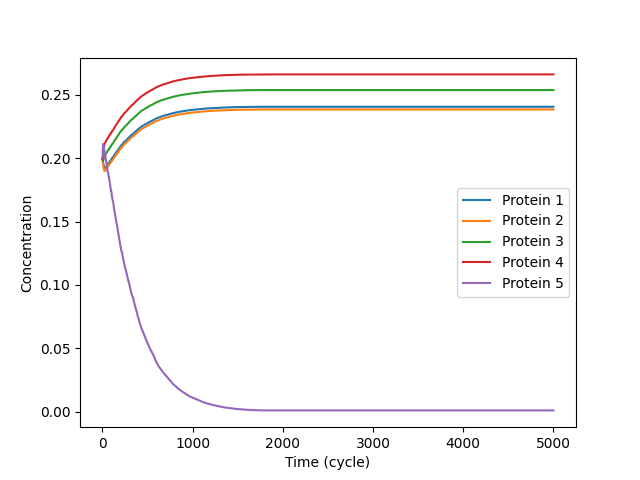 0.25
0.20
0.15
0.10
0.05
0.00
Concentration
Protein 1
Protein 2
Protein 3
Protein 4
Protein 5
0 1000 2000 3000 4000 5000
Time (cycle)